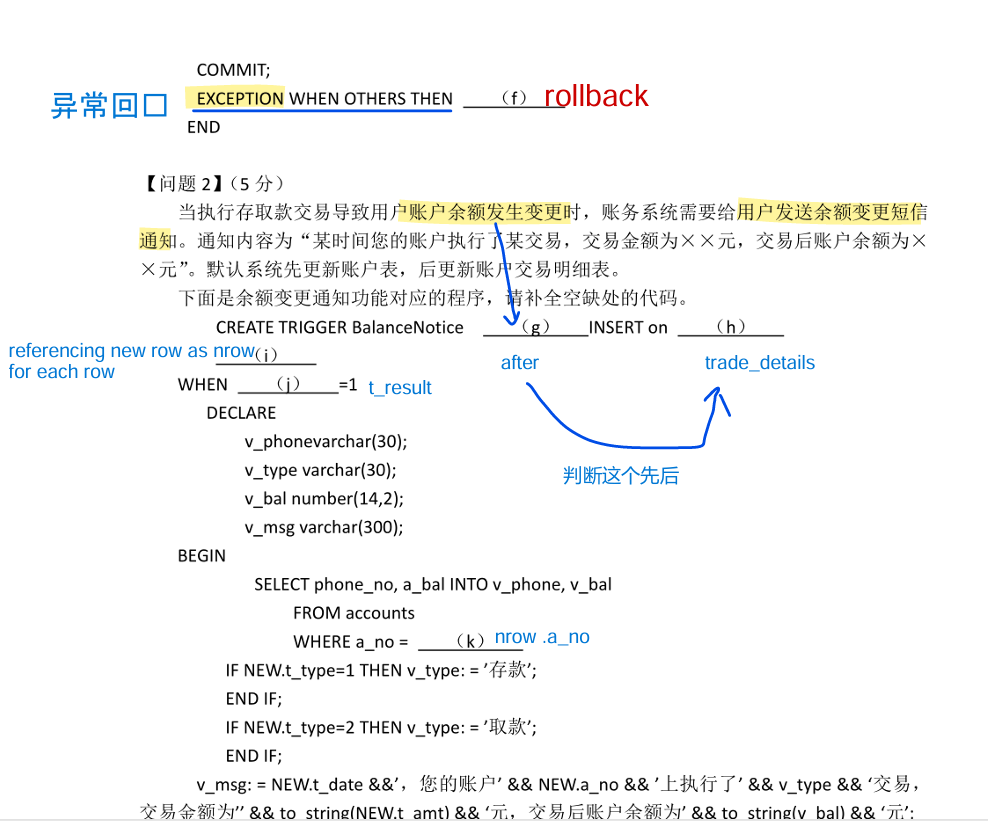 COMMIT;
异常回口 EXCEPTION WHEN OTHERS THEN （f） rollback
END
【问题 2】（5 分）
当执行存取款交易导致用户账户余额发生变更时，账务系统需要给用户发送余额变更短信
通知。通知内容为“某时间您的账户执行了某交易，交易金额为××元，交易后账户余额为×
×元”。默认系统先更新账户表，后更新账户交易明细表。
下面是余额变更通知功能对应的程序，请补全空缺处的代码。
CREATE TRIGGER BalanceNotice （g） INSERT on （h）
referencing new row as nrow （i） after trade_details
for each row
WHEN （j） =1 t_result
DECLARE
v_phonevarchar(30);
v_type varchar(30);
判断这个先后
v_bal number(14,2);
v_msg varchar(300);
BEGIN
SELECT phone_no, a_bal INTO v_phone, v_bal
FROM accounts
WHERE a_no = （k） nrow .a_no
IF NEW.t_type=1 THEN v_type: = ’存款’;
END IF;
IF NEW.t_type=2 THEN v_type: = ’取款’;
END IF;
v_msg: = NEW.t_date &&’，您的账户’ && NEW.a_no && ’上执行了’ && v_type && ‘交易，
交易金额为’’ && to_string(NEW.t_amt) && ‘元，交易后账户余额为’ && to_string(v_bal) && ‘元’;